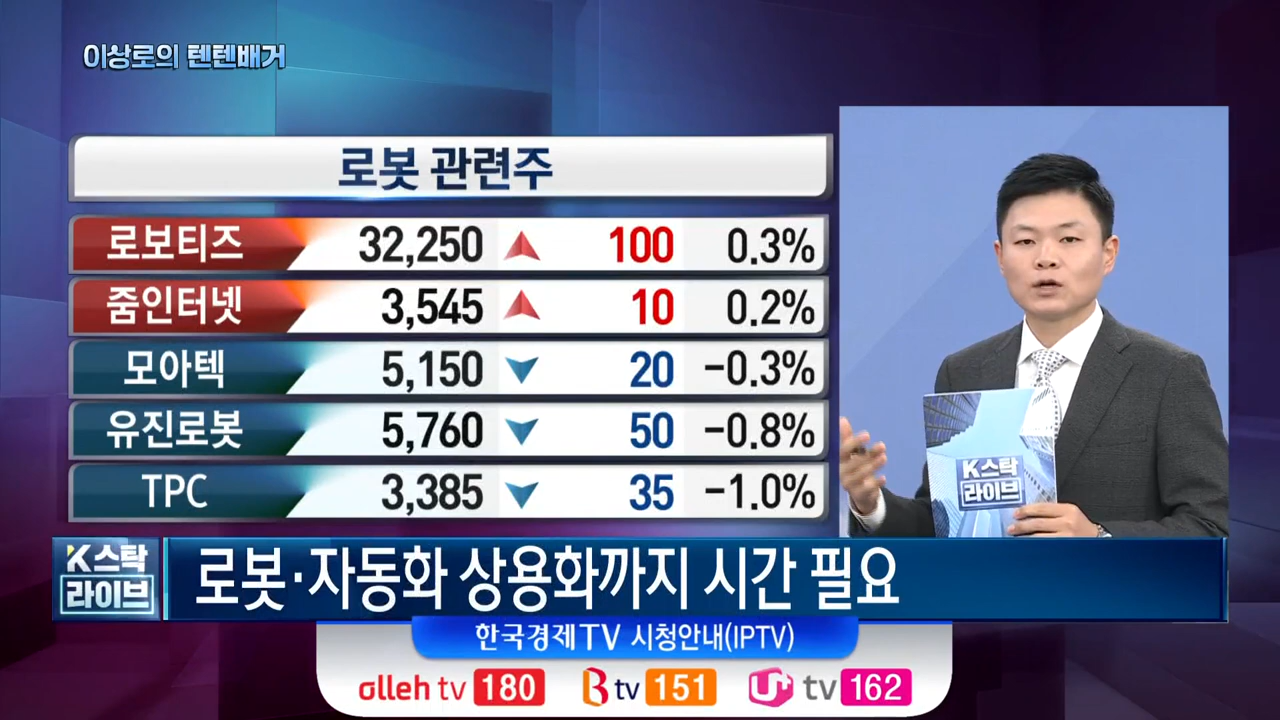 이상로의 텐텐배거
로봇 관련주
로보티즈 32,250 ▲ 100 0.3%
줌인터넷 3,545 ▲ 10 0.2%
모아텍 5,150 ▼ 20 -0.3%
유진로봇 5,760 ▼ 50 -0.8%
TPC 3,385 ▼ 35 -1.0%
K스탁
라이브
K스탁
라이브
로봇·자동화 상용화까지 시간 필요
한국경제TV 시청안내(IPTV)
olleh tv 180 B tv 151 U+ tv 162